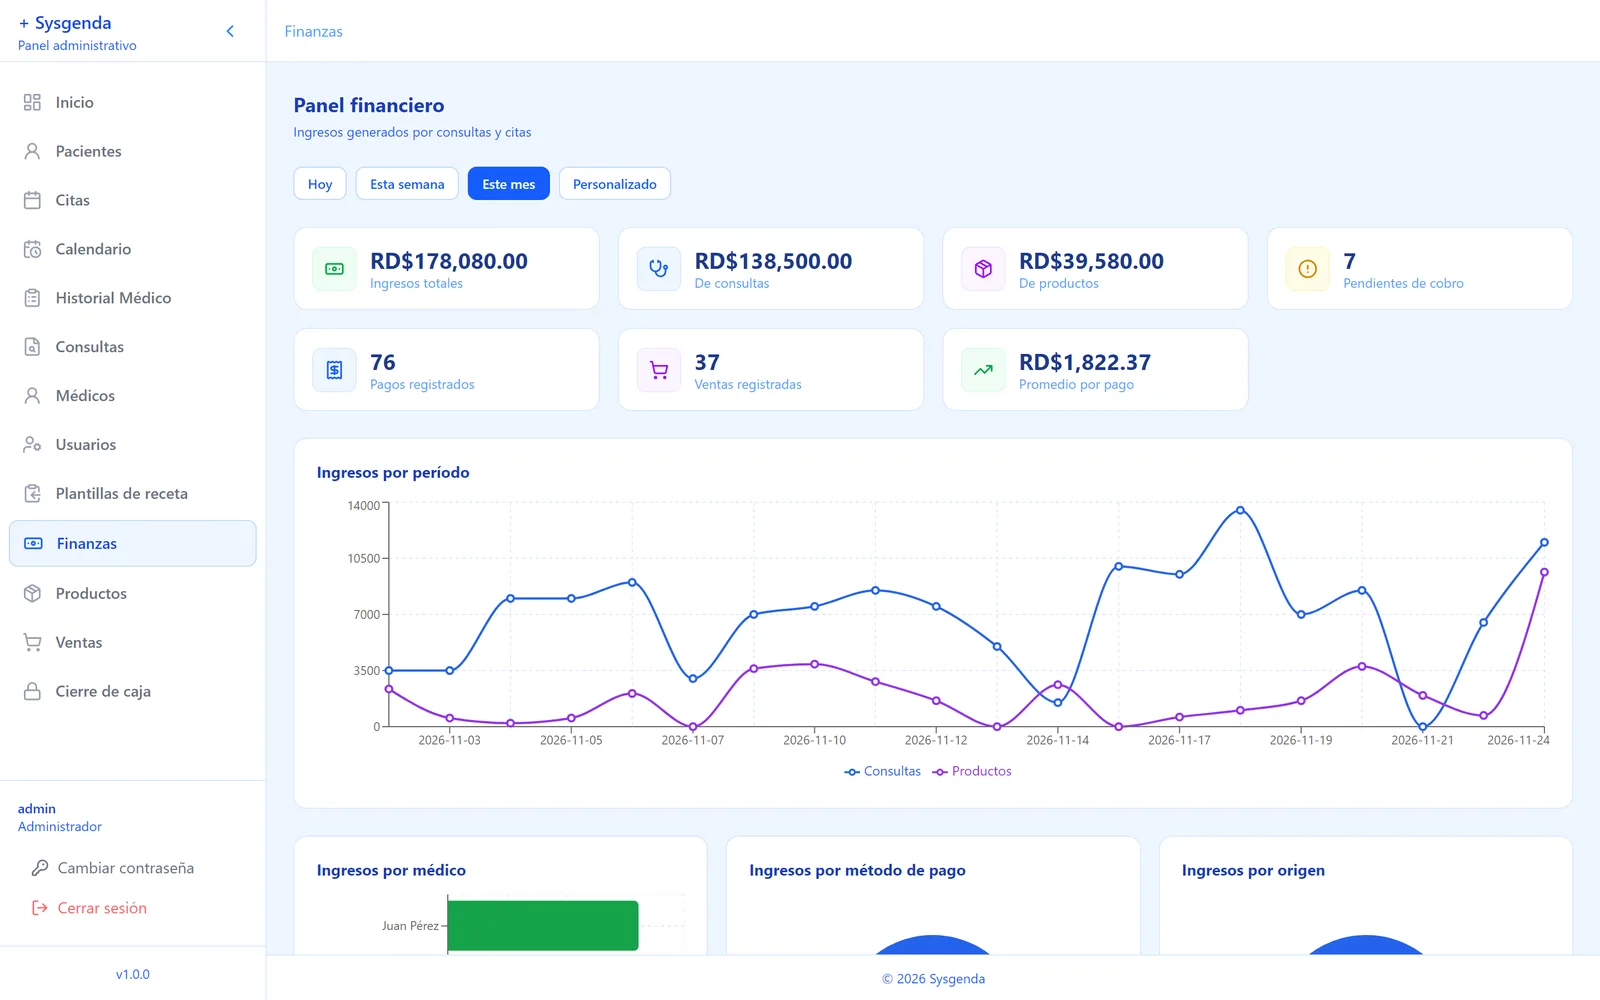 + Sysgenda
Panel administrativo
Inicio
Pacientes
Citas
Calendario
Historial Médico
Consultas
Médicos
Usuarios
Plantillas de receta
Finanzas
Productos
Ventas
Cierre de caja
admin
Administrador
Cambiar contraseña
Cerrar sesión
v1.0.0
Finanzas
Panel financiero
Ingresos generados por consultas y citas
Hoy
Esta semana
Este mes
Personalizado
RD$178,080.00
Ingresos totales
RD$138,500.00
De consultas
RD$39,580.00
De productos
7
Pendientes de cobro
76
Pagos registrados
37
Ventas registradas
RD$1,822.37
Promedio por pago
Ingresos por período
14000
10500
7000
3500
0
2026-11-03 2026-11-05 2026-11-07 2026-11-10 2026-11-12 2026-11-14 2026-11-17 2026-11-19 2026-11-21 2026-11-24
Consultas Productos
Ingresos por médico
Juan Pérez
Ingresos por método de pago
Ingresos por origen
© 2026 Sysgenda